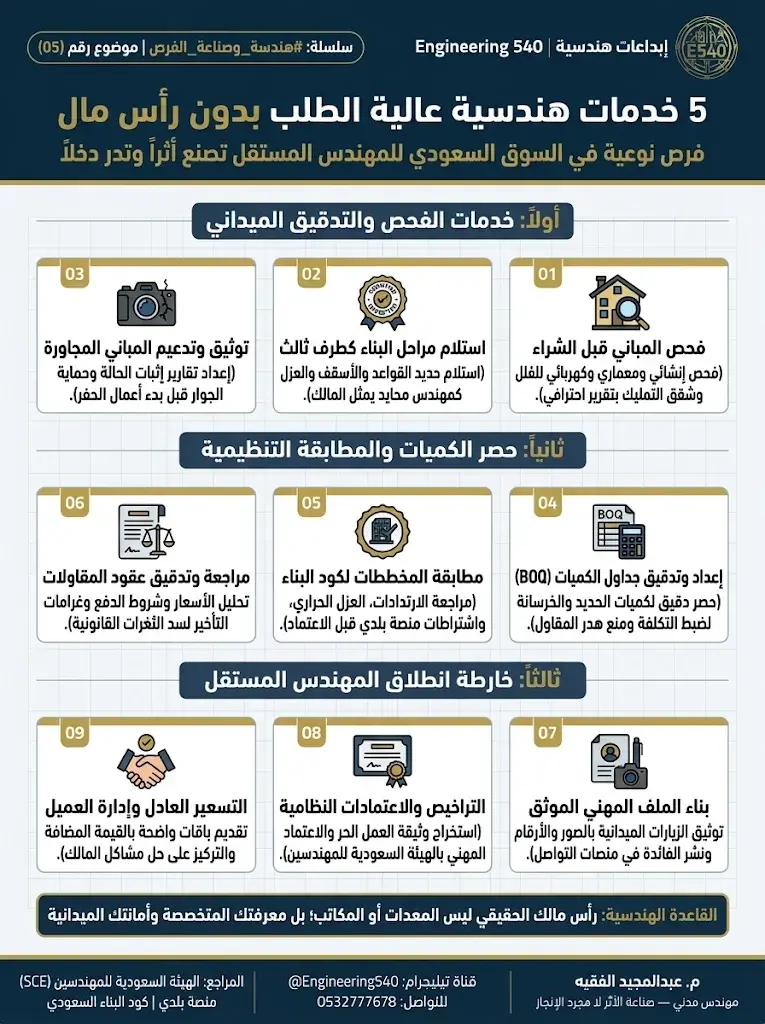 إبداعات هندسية | Engineering 540
E540
سلسلة: #هندسة_وصناعة_الفرص | موضوع رقم (05)
5 خدمات هندسية عالية الطلب بدون رأس مال
فرص نوعية في السوق السعودي للمهندس المستقل تصنع أثراً وتدر دخلاً
أولاً: خدمات الفحص والتدقيق الميداني
01
فحص المباني قبل الشراء
(فحص إنشائي ومعماري وكهربائي للفلل
وشقق التمليك بتقرير احترافي).
02
استلام مراحل البناء كطرف ثالث
(استلام حديد القواعد والأسقف والعزل
كمهندس محايد يمثل المالك).
03
توثيق وتدعيم المباني المجاورة
(إعداد تقارير إثبات الحالة وحماية
الجوار قبل بدء أعمال الحفر).
ثانياً: حصر الكميات والمطابقة التنظيمية
04
BOQ
إعداد وتدقيق جداول الكميات (BOQ)
(حصر دقيق لكميات الحديد والخرسانة
لضبط التكلفة ومنع هدر المقاول).
05
مطابقة المخططات لكود البناء
(مراجعة الارتدادات، العزل الحراري،
واشتراطات منصة بلدي قبل الاعتماد).
06
مراجعة وتدقيق عقود المقاولات
تحليل الأسعار وشروط الدفع وغرامات
التأخير لسد الثغرات القانونية).
ثالثاً: خارطة انطلاق المهندس المستقل
07
بناء الملف المهني الموثق
توثيق الزيارات الميدانية بالصور والأرقام
ونشر الفائدة في منصات التواصل).
08
التراخيص والاعتمادات النظامية
(استخراج وثيقة العمل الحر والاعتماد
المهني بالهيئة السعودية للمهندسين).
09
التسعير العادل وإدارة العميل
تقديم باقات واضحة بالقيمة المضافة
والتركيز على حل مشاكل المالك).
القاعدة الهندسية: رأس مالك الحقيقي ليس المعدات أو المكاتب؛ بل معرفتك المتخصصة وأمانتك الميدانية
م. عبدالمجيد الفقيه
مهندس مدني — صناعة الأثر لا مجرد الإنجاز
قناة تيليجرام: Engineering540@
للتواصل: 0532777678
المراجع: الهيئة السعودية للمهندسين (SCE)
منصة بلدي | كود البناء السعودي